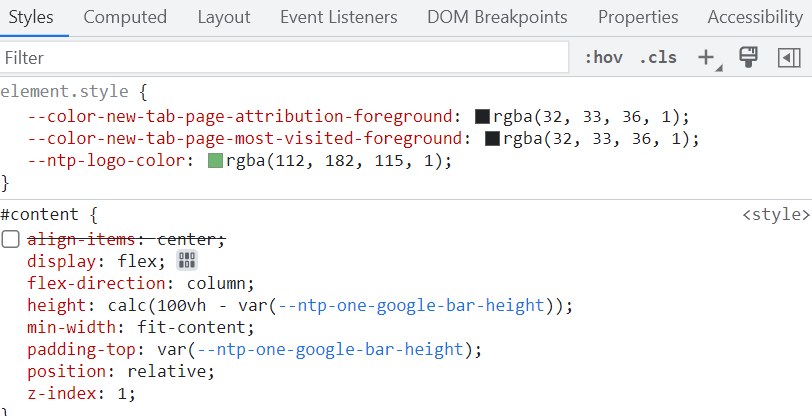 Styles Computed Layout Event Listeners DOM Breakpoints Properties Accessibility
Filter :hov .cls +
element.style {
--color-new-tab-page-attribution-foreground: rgba(32, 33, 36, 1);
--color-new-tab-page-most-visited-foreground: rgba(32, 33, 36, 1);
--ntp-logo-color: rgba(112, 182, 115, 1);
}
#content { <style>
align-items: center;
display: flex;
flex-direction: column;
height: calc(100vh - var(--ntp-one-google-bar-height));
min-width: fit-content;
padding-top: var(--ntp-one-google-bar-height);
position: relative;
z-index: 1;
}